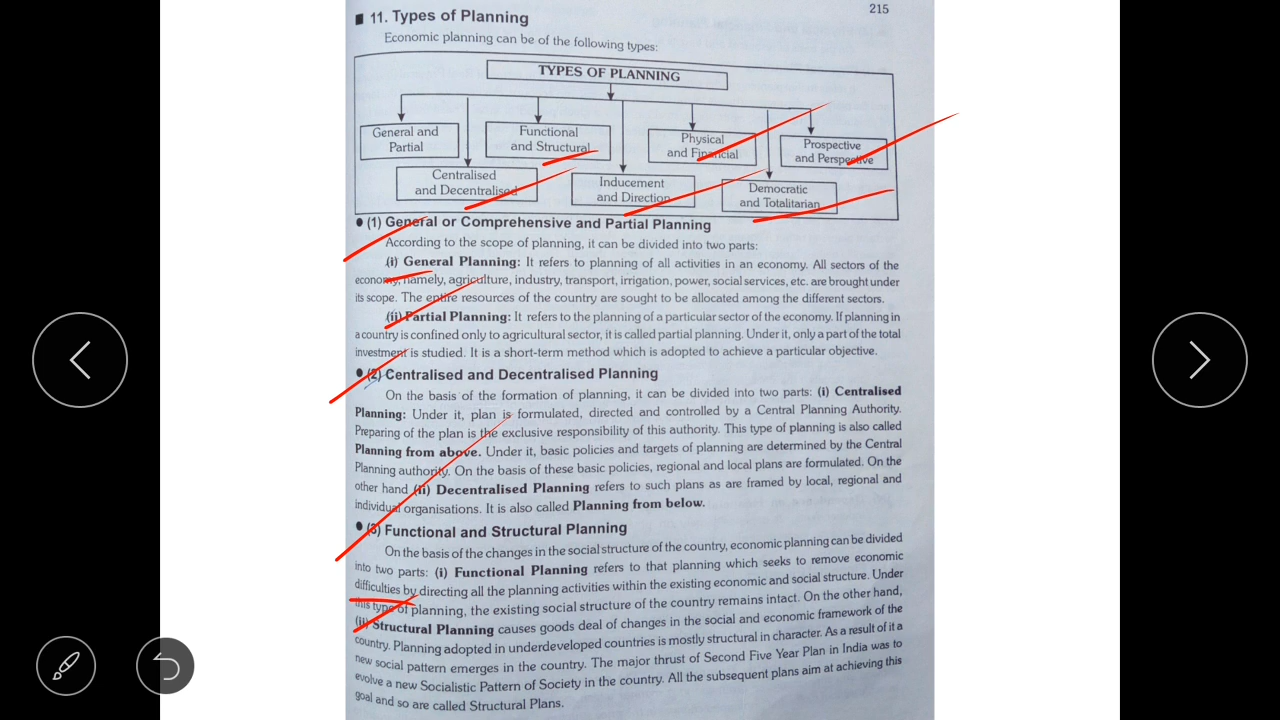 215
■ 11. Types of Planning
Economic planning can be of the following types:
TYPES OF PLANNING
General and
Partial
Functional
and Structural
Physical
and Financial
Prospective
and Perspective
Centralised
and Decentralised
Inducement
and Direction
Democratic
and Totalitarian
● (1) General or Comprehensive and Partial Planning
According to the scope of planning, it can be divided into two parts:
(i) General Planning: It refers to planning of all activities in an economy. All sectors of the
economy, namely, agriculture, industry, transport, irrigation, power, social services, etc. are brought under
its scope. The entire resources of the country are sought to be allocated among the different sectors.
(ii) Partial Planning: It refers to the planning of a particular sector of the economy. If planning in
a country is confined only to agricultural sector, it is called partial planning. Under it, only a part of the total
investment is studied. It is a short-term method which is adopted to achieve a particular objective.
● (2) Centralised and Decentralised Planning
On the basis of the formation of planning, it can be divided into two parts: (i) Centralised
Planning: Under it, plan is formulated, directed and controlled by a Central Planning Authority.
Preparing of the plan is the exclusive responsibility of this authority. This type of planning is also called
Planning from above. Under it, basic policies and targets of planning are determined by the Central
Planning authority. On the basis of these basic policies, regional and local plans are formulated. On the
other hand (ii) Decentralised Planning refers to such plans as are framed by local, regional and
individual organisations. It is also called Planning from below.
● (3) Functional and Structural Planning
On the basis of the changes in the social structure of the country, economic planning can be divided
into two parts: (i) Functional Planning refers to that planning which seeks to remove economic
difficulties by directing all the planning activities within the existing economic and social structure. Under
this type of planning, the existing social structure of the country remains intact. On the other hand,
(ii) Structural Planning causes goods deal of changes in the social and economic framework of the
country. Planning adopted in underdeveloped countries is mostly structural in character. As a result of it a
new social pattern emerges in the country. The major thrust of Second Five Year Plan in India was to
evolve a new Socialistic Pattern of Society in the country. All the subsequent plans aim at achieving this
goal and so are called Structural Plans.